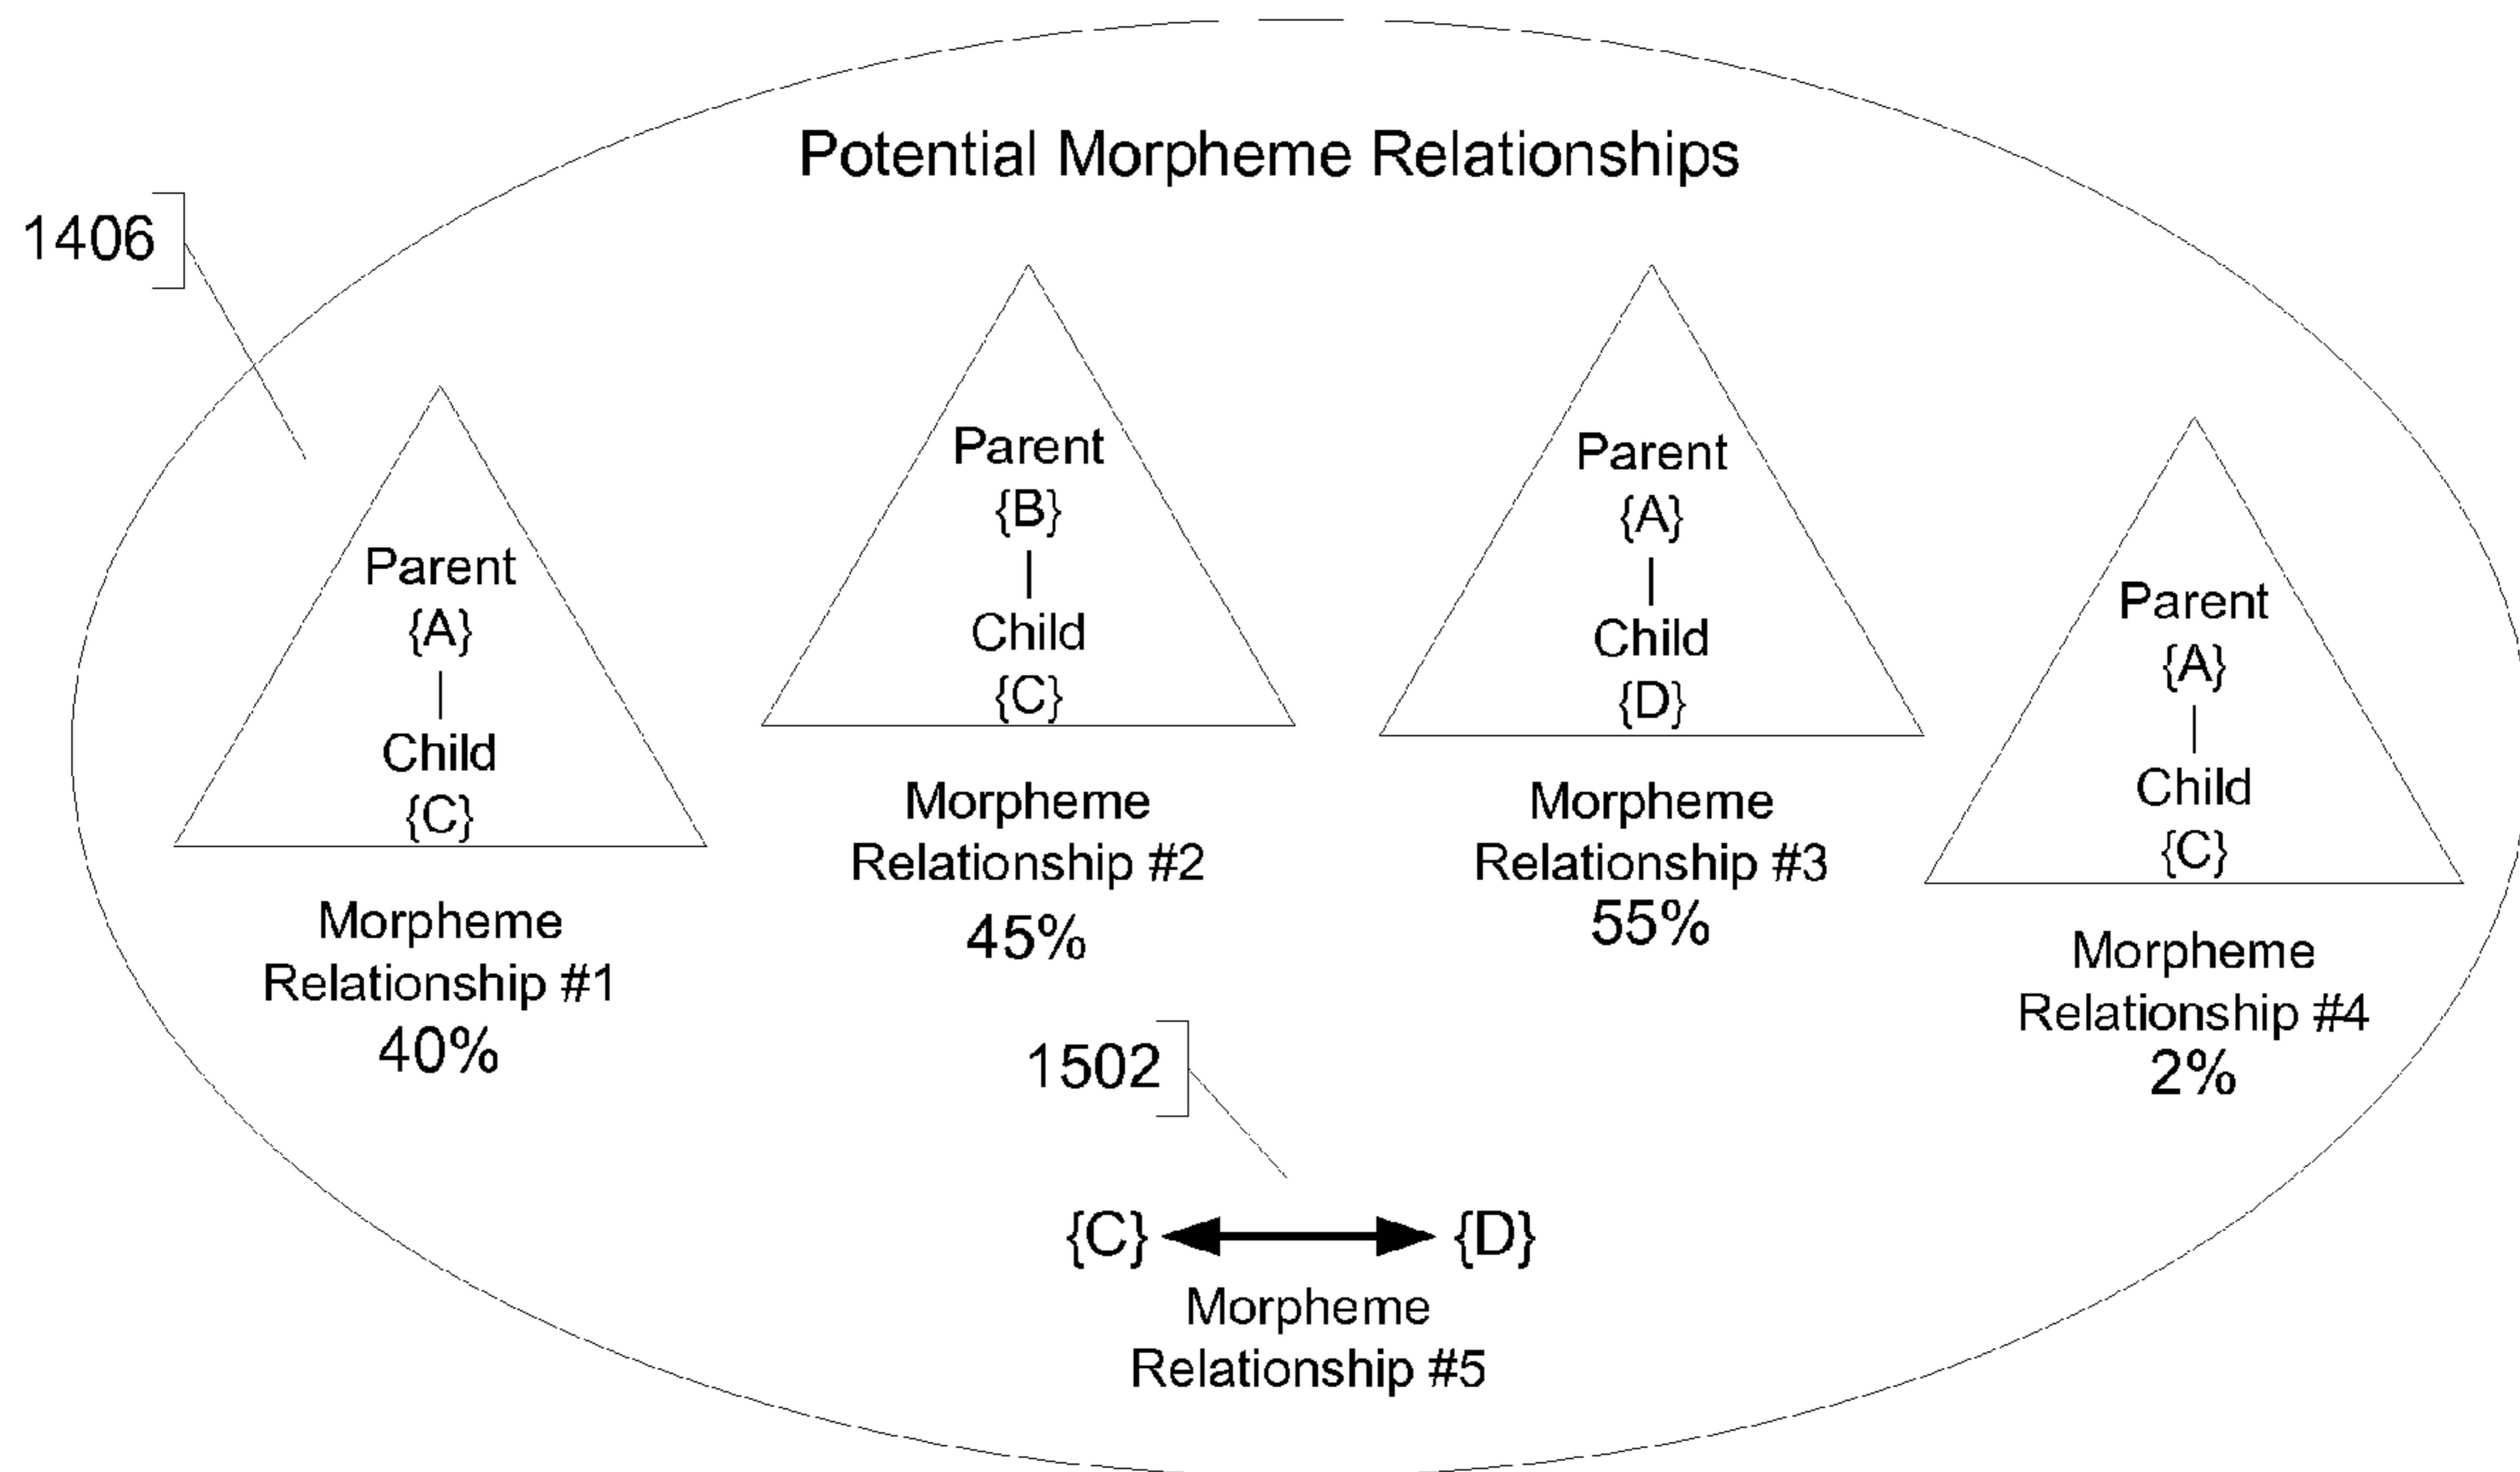 Potential Morpheme Relationships
1406
Parent
{A}
Child
{C}
Morpheme
Relationship #1
40%
Parent
{B}
Child
{C}
Morpheme
Relationship #2
45%
Parent
{A}
Child
{D}
Morpheme
Relationship #3
55%
Parent
{A}
Child
{C}
Morpheme
Relationship #4
2%
1502
{C} {D}
Morpheme
Relationship #5